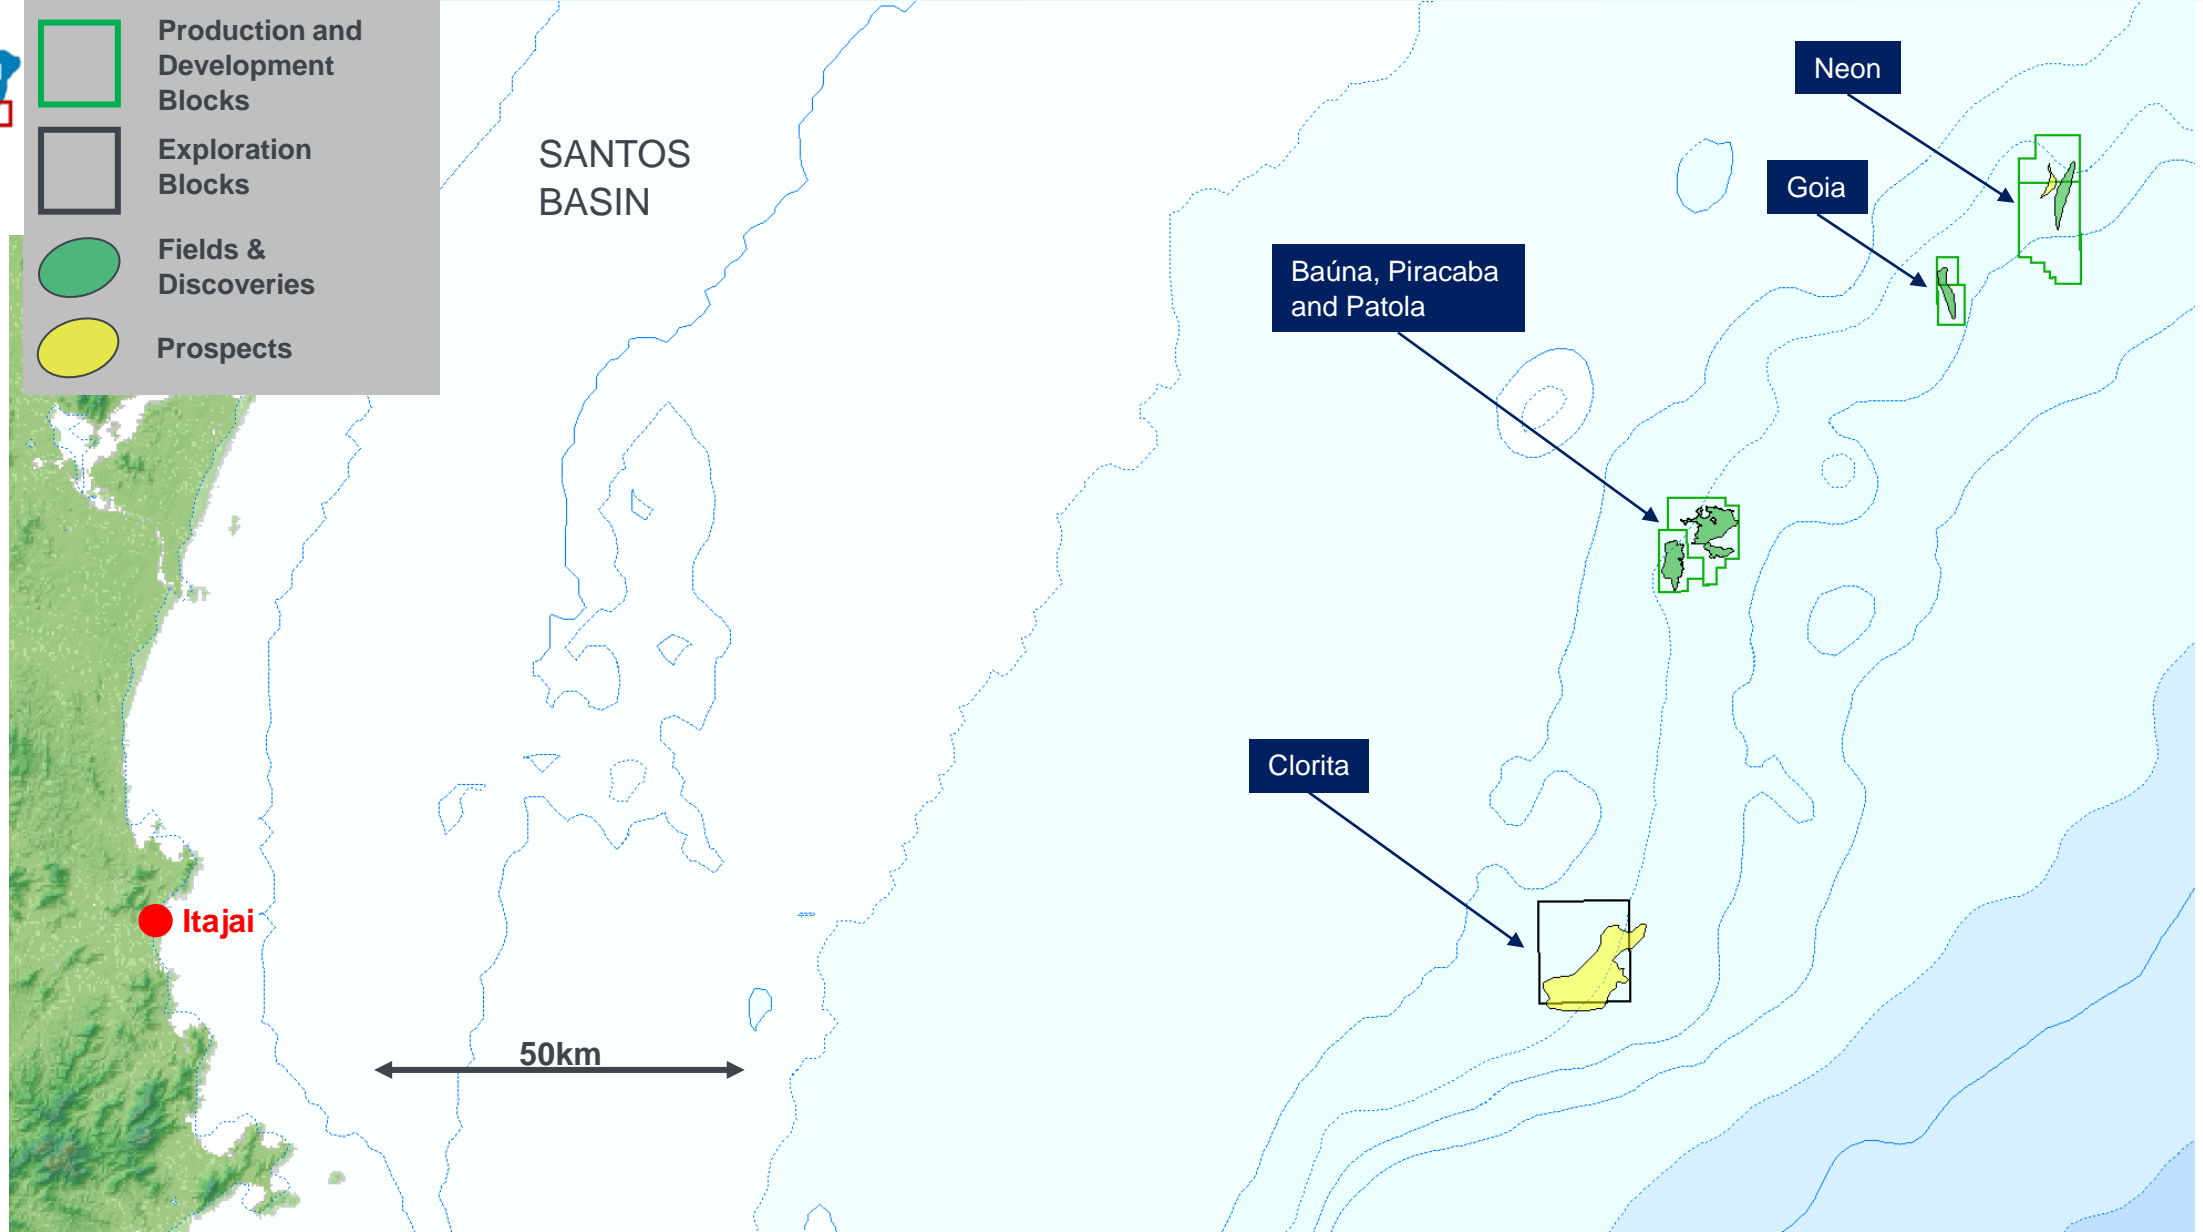 Production and
Development
Blocks
Exploration
Blocks
Fields &
Discoveries
Prospects
SANTOS
BASIN
Neon
Goia
Baúna, Piracaba
and Patola
Clorita
Itajai
50km